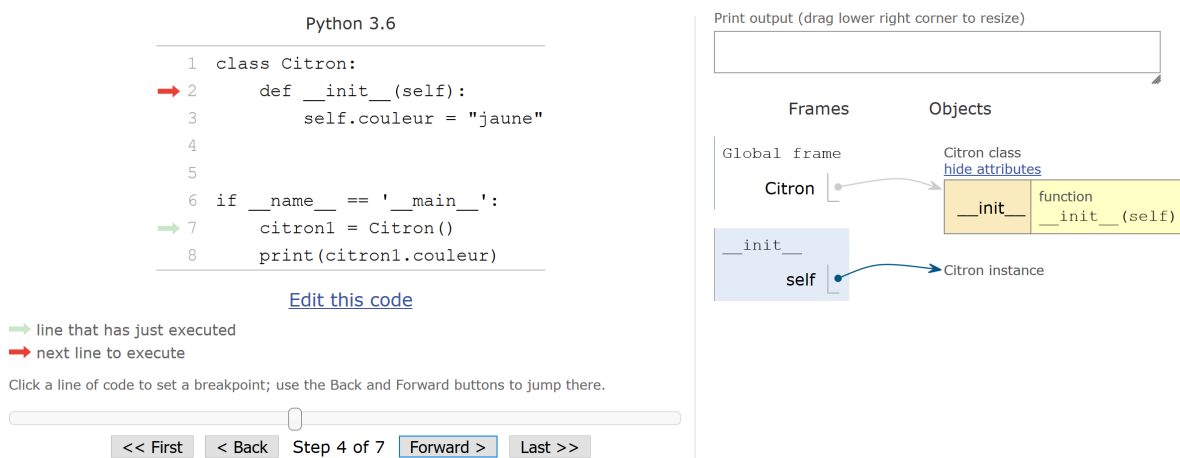 Python 3.6
1 class Citron:
2     def __init__(self):
3         self.couleur = "jaune"
4
5
6 if __name__ == '__main__':
7     citron1 = Citron()
8     print(citron1.couleur)
Edit this code
line that has just executed
next line to execute
Click a line of code to set a breakpoint; use the Back and Forward buttons to jump there.
<< First < Back Step 4 of 7 Forward > Last >>
Print output (drag lower right corner to resize)
Frames Objects
Global frame
Citron
Citron class
hide attributes
__init__
function
__init__(self)
__init__
self
Citron instance